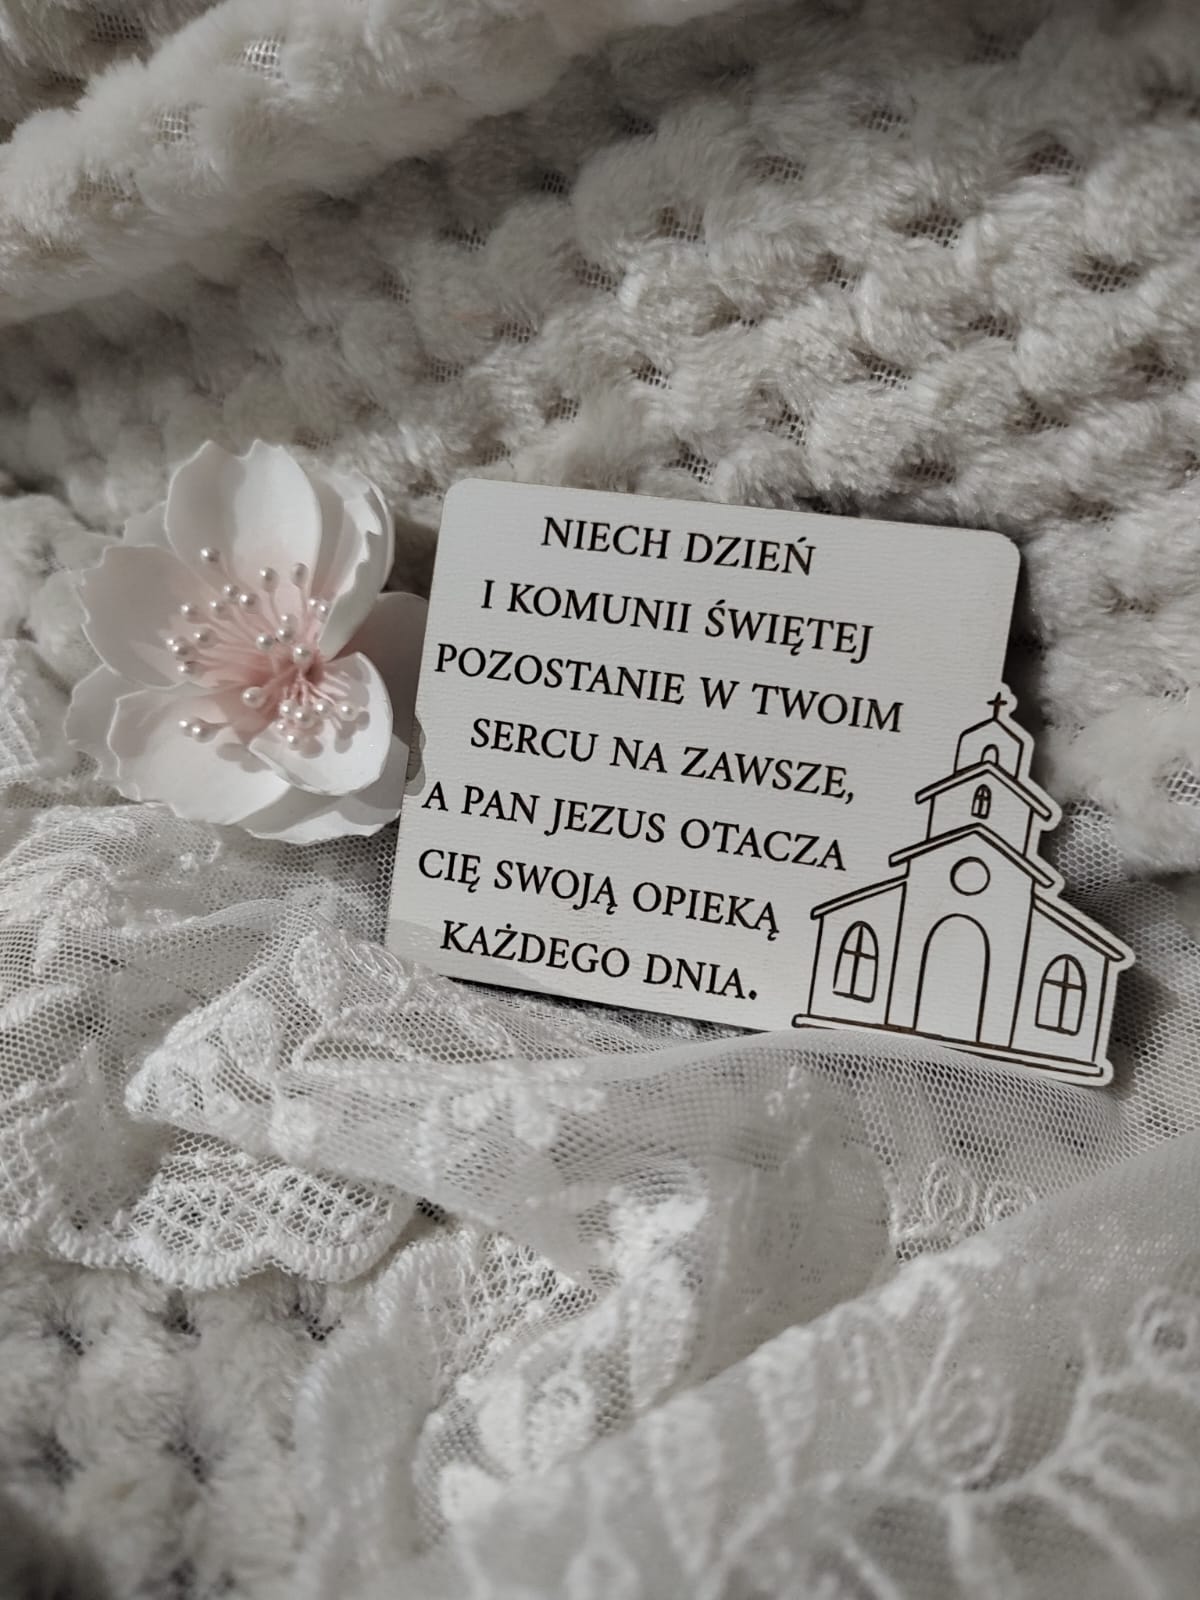 NIECH DZIEŃ
I KOMUNII ŚWIĘTEJ
POZOSTANIE W TWOIM
SERCU NA ZAWSZE,
A PAN JEZUS OTACZA
CIĘ SWOJĄ OPIEKĄ
KAŻDEGO DNIA.